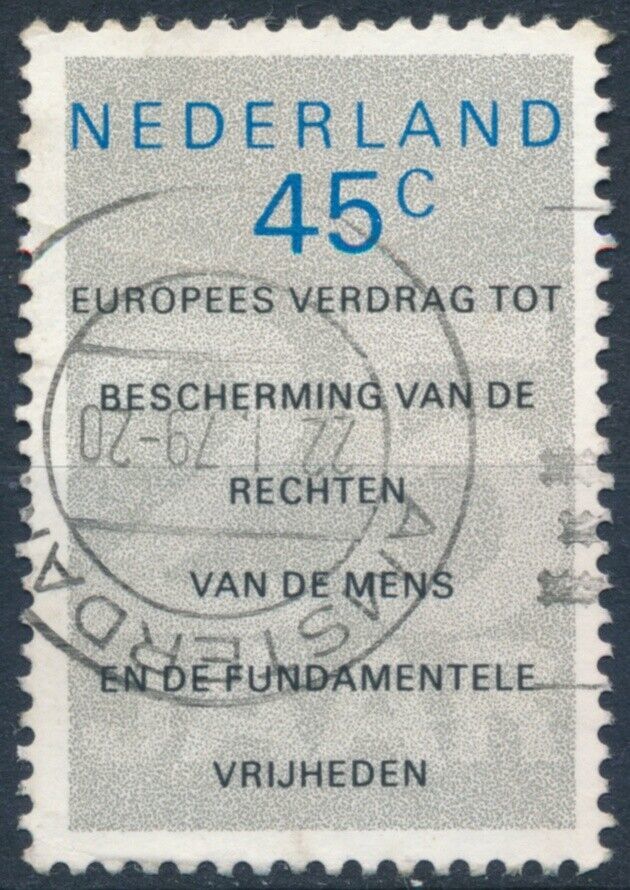 NEDERLAND
45C
EUROPEES VERDRAG TOT
BESCHERMING VAN DE
RECHTEN
VAN DE MENS
EN DE FUNDAMENTELE
VRIJHEDEN
AMSTERDA
22 I.79-20